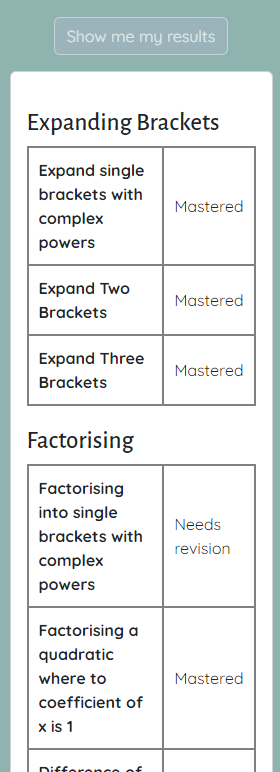 Show me my results
Expanding Brackets
Expand single
brackets with
complex
powers
Mastered
Expand Two
Brackets
Mastered
Expand Three
Brackets
Mastered
Factorising
Factorising
into single
brackets with
complex
powers
Needs
revision
Factorising a
quadratic
where to
coefficient of
x is 1
Mastered
Difference of